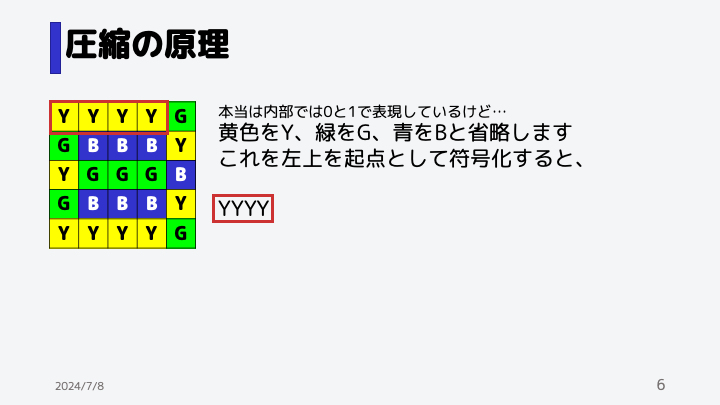 圧縮の原理
Y Y Y Y G
G B B B Y
Y G G G B
G B B B Y
Y Y Y Y G
本当は内部では0と1で表現しているけど…
黄色をY、緑をG、青をBと省略します
これを左上を起点として符号化すると、
YYYY
2024/7/8
6